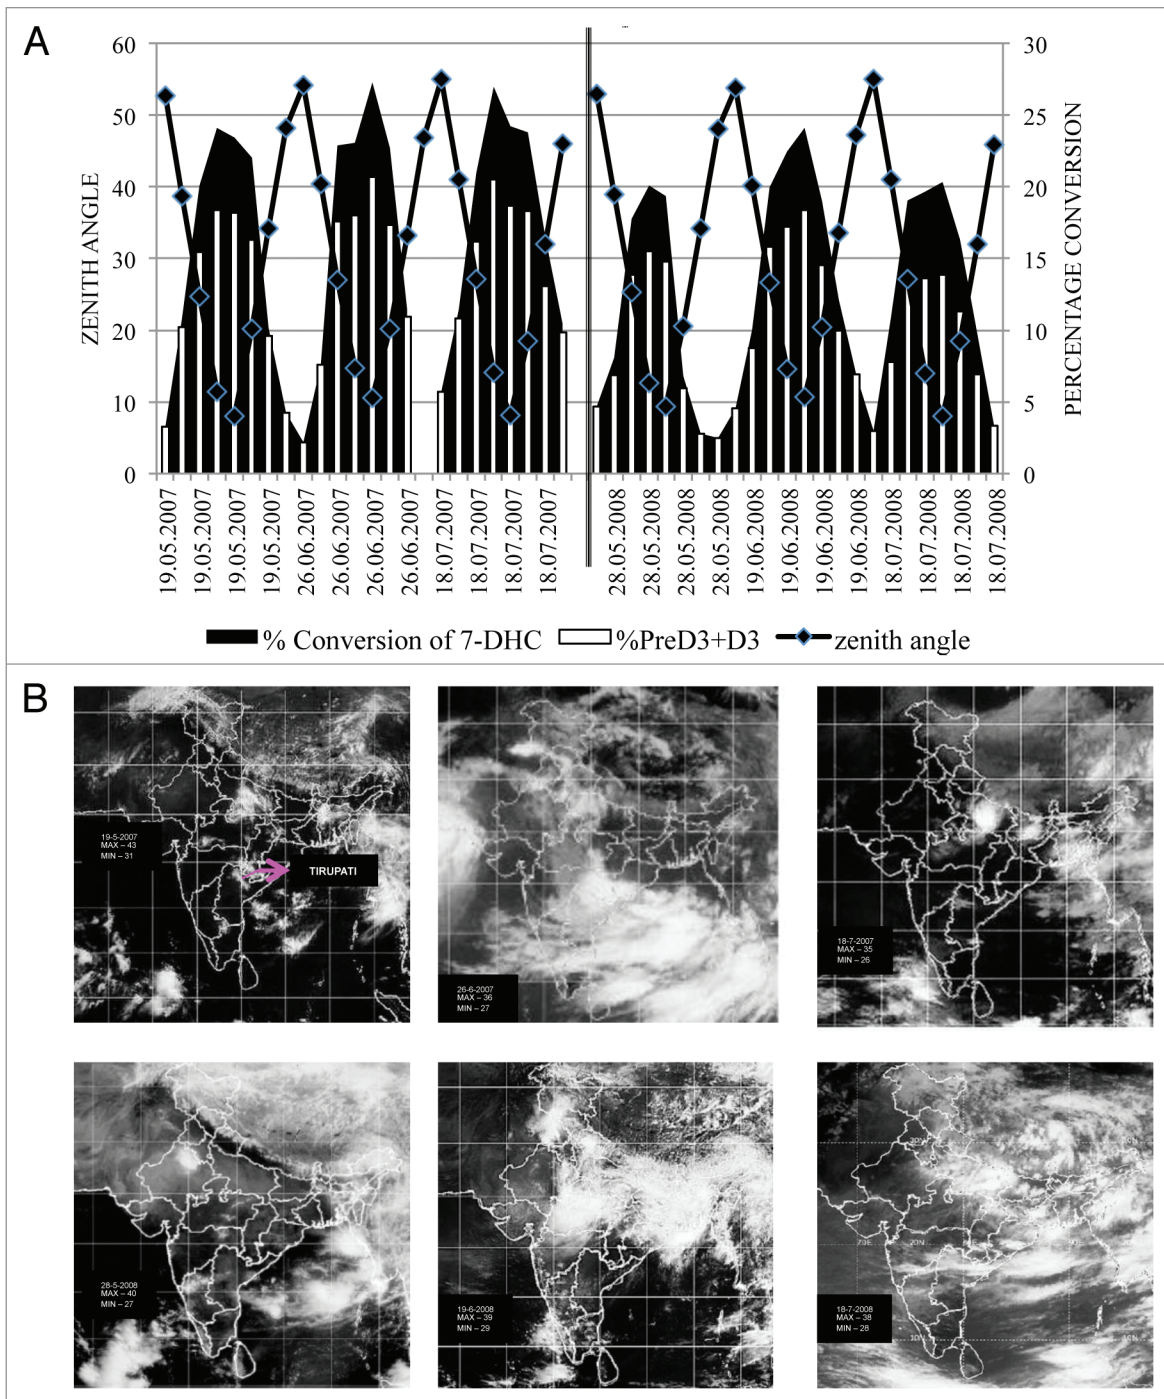 A
60
50
40
30
20
10
0
ZENITH ANGLE
30
25
20
15
10
5
0
PERCENTAGE CONVERSION
19.05.2007
19.05.2007
19.05.2007
19.05.2007
26.06.2007
26.06.2007
26.06.2007
26.06.2007
18.07.2007
18.07.2007
18.07.2007
18.07.2007
28.05.2008
28.05.2008
28.05.2008
28.05.2008
19.06.2008
19.06.2008
19.06.2008
19.06.2008
18.07.2008
18.07.2008
18.07.2008
18.07.2008
% Conversion of 7-DHC
%PreD3+D3
zenith angle
B
19-5-2007
MAX – 43
MIN – 31
TIRUPATI
26-6-2007
MAX – 36
MIN – 27
18-7-2007
MAX – 35
MIN – 26
28-5-2008
MAX – 40
MIN – 27
19-6-2008
MAX – 39
MIN – 29
18-7-2008
MAX – 38
MIN – 28
20N
10N